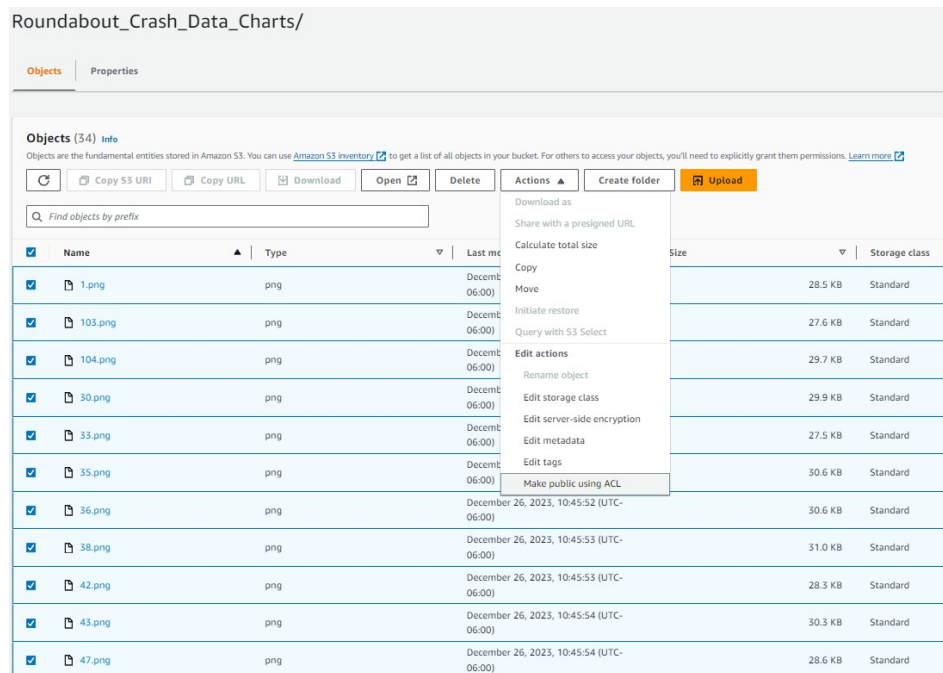 Roundabout_Crash_Data_Charts/
Objects Properties
Objects (34) Info
Objects are the fundamental entities stored in Amazon S3. You can use Amazon S3 inventory to get a list of all objects in your bucket. For others to access your objects, you'll need to explicitly grant them permissions. Learn more
Copy S3 URI Copy URL Download Open Delete Actions Create folder Upload
Find objects by prefix
Download as
Share with a presigned URL
Calculate total size
Copy
Move
Initiate restore
Query with S3 Select
Edit actions
Rename object
Edit storage class
Edit server-side encryption
Edit metadata
Edit tags
Make public using ACL
Name Type Last mo Size Storage class
1.png png Decemb 28.5 KB Standard
06:00)
103.png png Decemb 27.6 KB Standard
06:00)
104.png png Decemb 29.7 KB Standard
06:00)
30.png png Decemb 29.9 KB Standard
06:00)
33.png png Decemb 27.5 KB Standard
06:00)
35.png png Decemb 30.6 KB Standard
06:00)
36.png png December 26, 2023, 10:45:52 (UTC- 30.6 KB Standard
06:00)
38.png png December 26, 2023, 10:45:53 (UTC- 31.0 KB Standard
06:00)
42.png png December 26, 2023, 10:45:53 (UTC- 28.3 KB Standard
06:00)
43.png png December 26, 2023, 10:45:54 (UTC- 30.3 KB Standard
06:00)
47.png png December 26, 2023, 10:45:54 (UTC- 28.6 KB Standard
06:00)